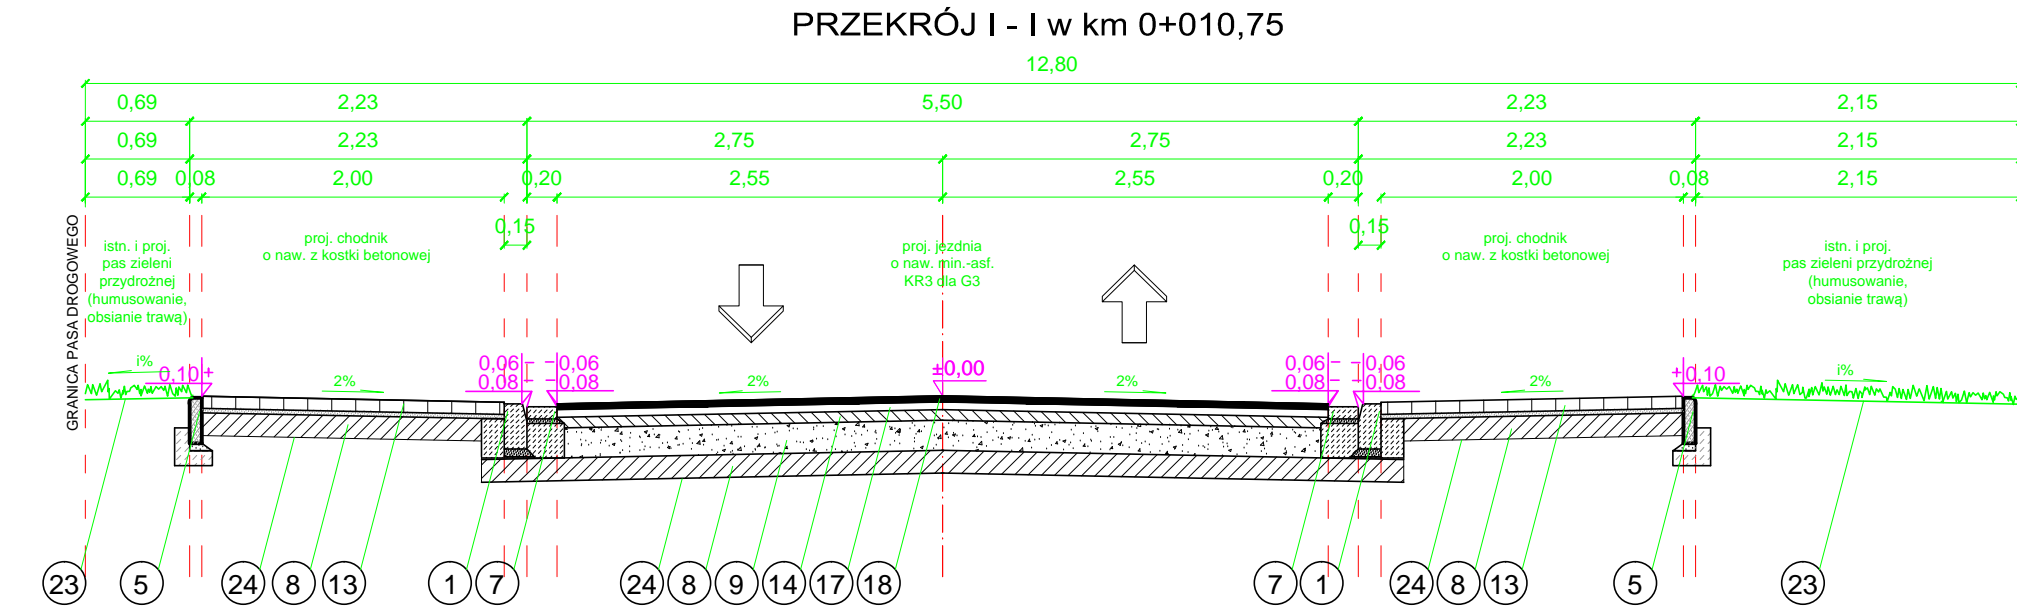 PRZEKRÓJ I - I w km 0+010,75
12,80
0,69 2,23 5,50 2,23 2,15
0,69 2,23 2,75 2,75 2,23 2,15
0,69 0,08 2,00 0,20 2,55 2,55 0,20 2,00 0,08 2,15
0,15 0,15
GRANICA PASA DROGOWEGO
istn. i proj.
pas zieleni
przydrożnej
(humusowanie,
obsianie trawą)
proj. chodnik
o naw. z kostki betonowej
proj. jezdnia
o naw. min.-asf.
KR3 dla G3
proj. chodnik
o naw. z kostki betonowej
istn. i proj.
pas zieleni przydrożnej
(humusowanie,
obsianie trawą)
i% 0,10+ 2% 0,06- -0,06 2% ±0,00 2% 0,06- -0,06 2% +0,10 i%
0,08- -0,08 0,08- -0,08
23 5 24 8 13 1 7 24 8 9 14 17 18 7 1 24 8 13 5 23